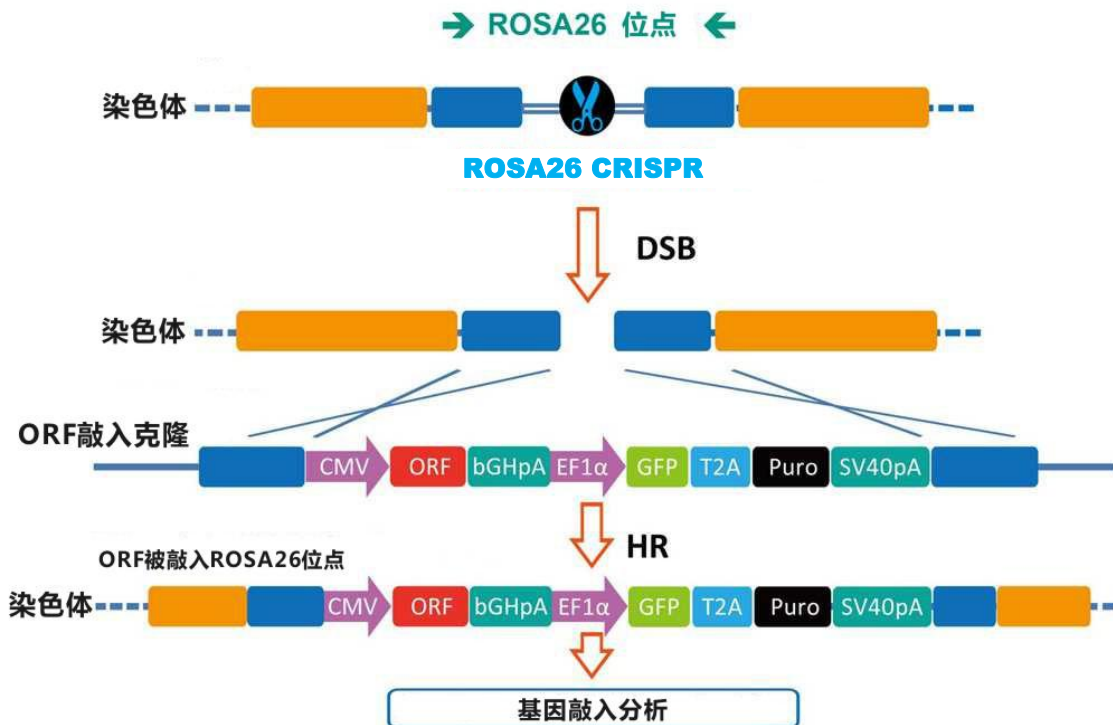 ROSA26 位点
染色体
ROSA26 CRISPR
DSB
染色体
ORF敲入克隆
CMV ORF bGHpA EF1α GFP T2A Puro SV40pA
HR
ORF被敲入ROSA26位点
染色体 CMV ORF bGHpA EF1α GFP T2A Puro SV40pA
基因敲入分析